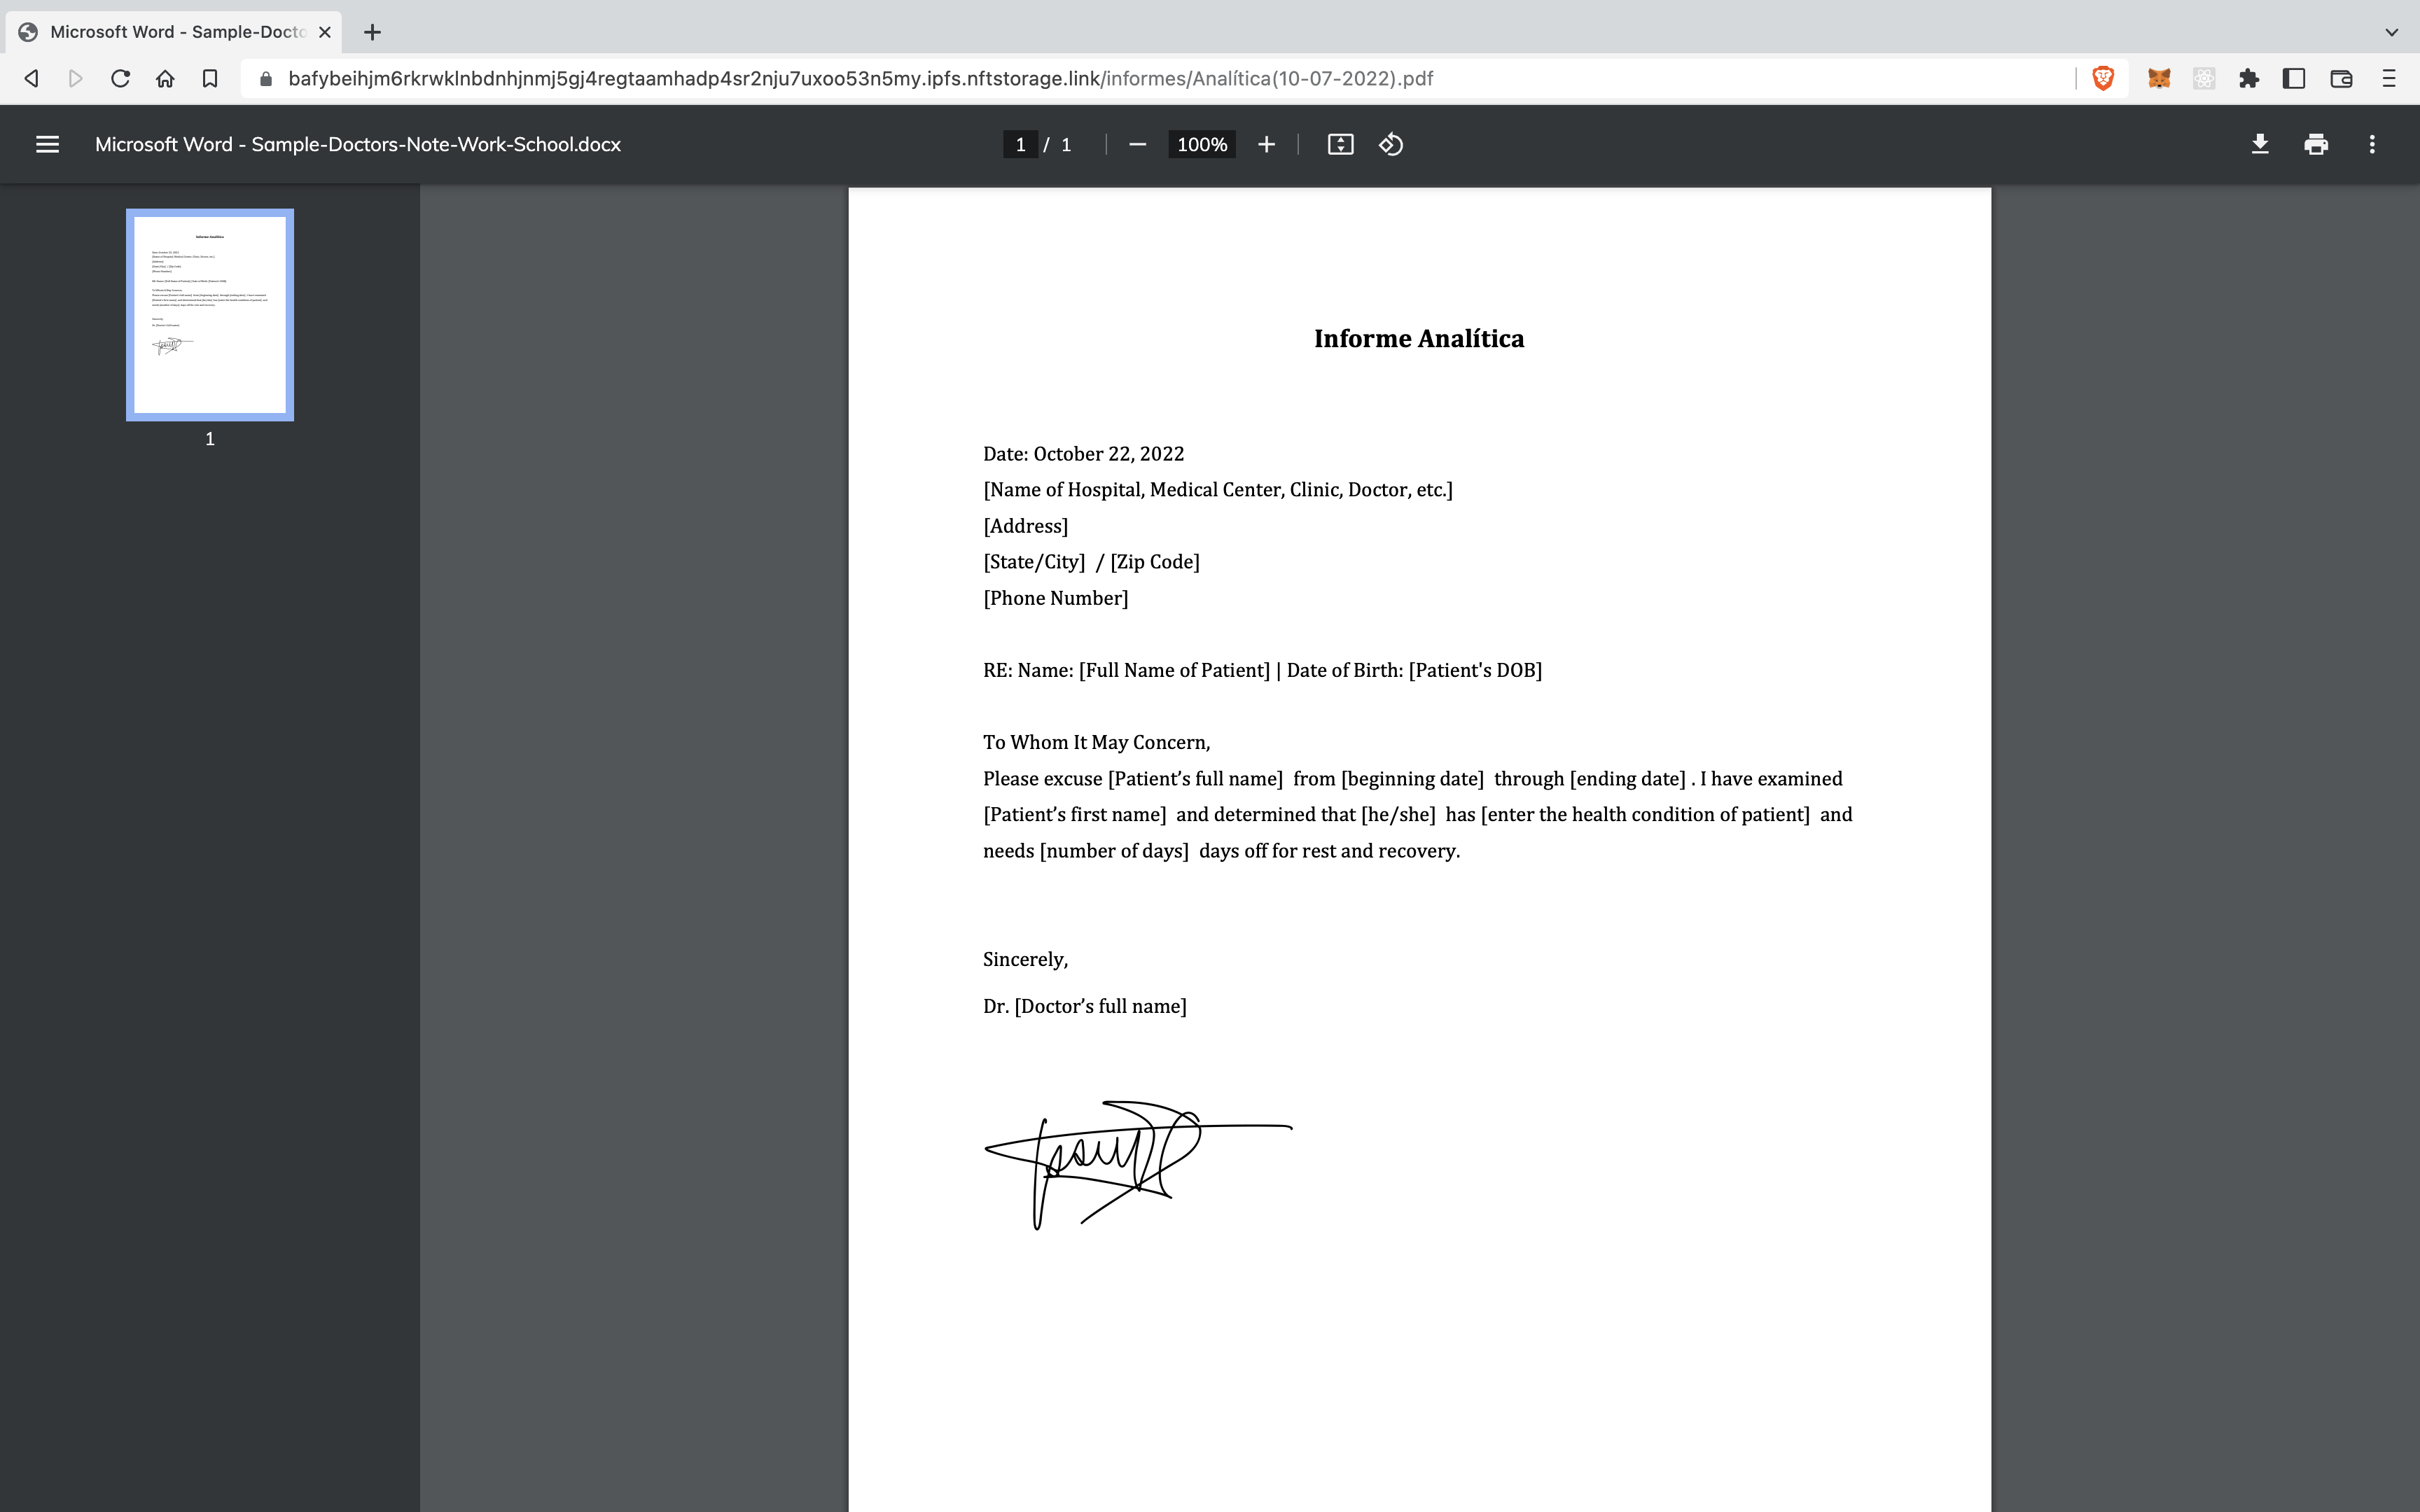 Microsoft Word - Sample-Docto
bafybeihjm6rkrwklnbdnhjnmj5gj4regtaamhadp4sr2nju7uxoo53n5my.ipfs.nftstorage.link/informes/Analítica(10-07-2022).pdf
Microsoft Word - Sample-Doctors-Note-Work-School.docx
1 / 1
100%
1
Informe Analítica
Date: October 22, 2022
[Name of Hospital, Medical Center, Clinic, Doctor, etc.]
[Address]
[State/City] / [Zip Code]
[Phone Number]
RE: Name: [Full Name of Patient] | Date of Birth: [Patient's DOB]
To Whom It May Concern,
Please excuse [Patient’s full name] from [beginning date] through [ending date] . I have examined
[Patient’s first name] and determined that [he/she] has [enter the health condition of patient] and
needs [number of days] days off for rest and recovery.
Sincerely,
Dr. [Doctor’s full name]